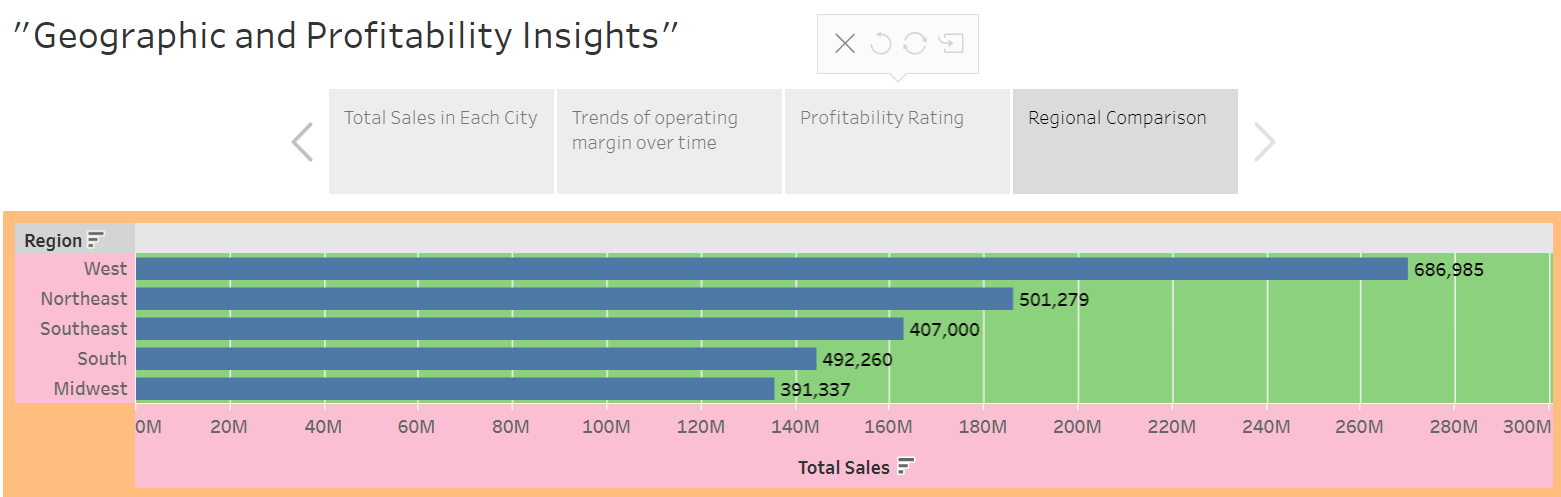 "Geographic and Profitability Insights"
Total Sales in Each City
Trends of operating
margin over time
Profitability Rating
Regional Comparison
Region
West 686,985
Northeast 501,279
Southeast 407,000
South 492,260
Midwest 391,337
0M 20M 40M 60M 80M 100M 120M 140M 160M 180M 200M 220M 240M 260M 280M 300M
Total Sales